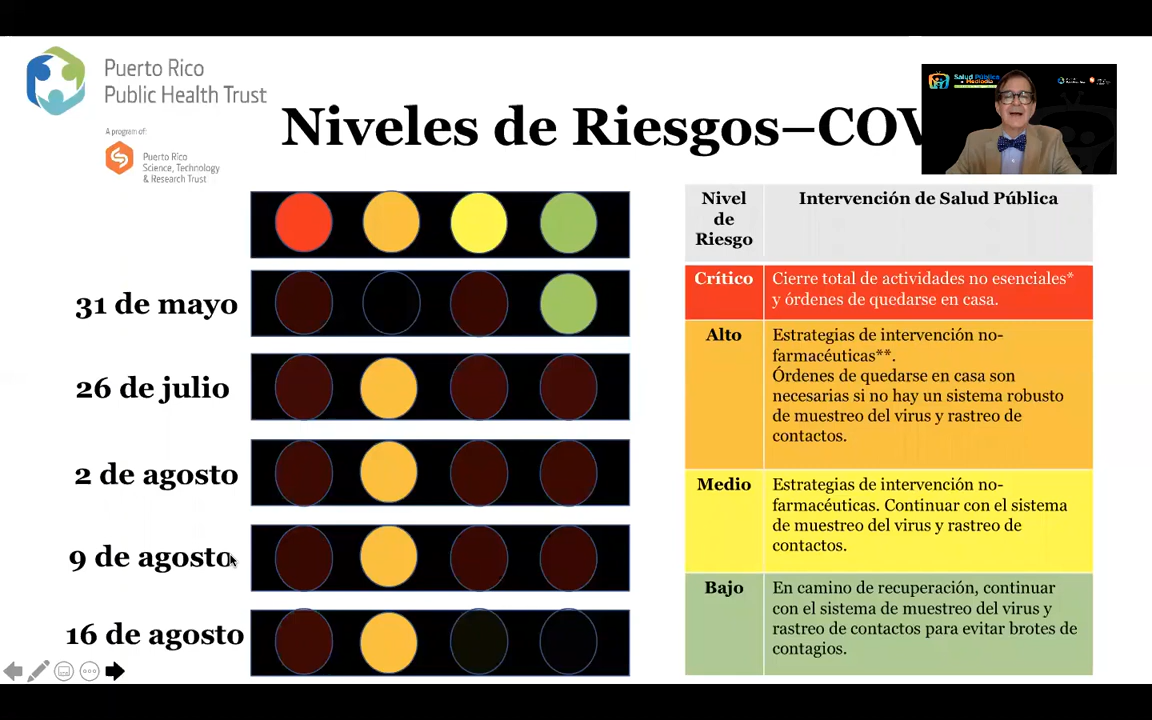 Puerto Rico
Public Health Trust
A program of:
Puerto Rico
Science, Technology
& Research Trust
Niveles de Riesgos–COV
Salud Pública
31 de mayo
26 de julio
2 de agosto
9 de agosto
16 de agosto
Nivel
de
Riesgo
Intervención de Salud Pública
Crítico
Cierre total de actividades no esenciales*
y órdenes de quedarse en casa.
Alto
Estrategias de intervención no-
farmacéuticas**.
Órdenes de quedarse en casa son
necesarias si no hay un sistema robusto
de muestreo del virus y rastreo de
contactos.
Medio
Estrategias de intervención no-
farmacéuticas. Continuar con el sistema
de muestreo del virus y rastreo de
contactos.
Bajo
En camino de recuperación, continuar
con el sistema de muestreo del virus y
rastreo de contactos para evitar brotes de
contagios.